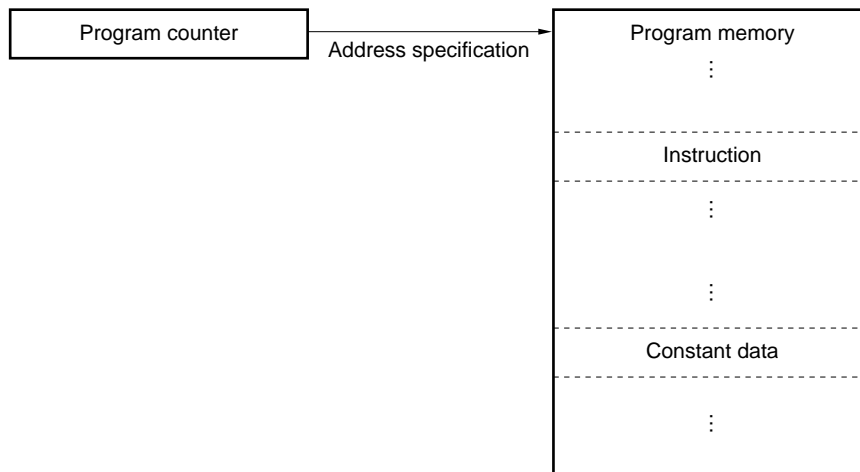 Program counter
Address specification
Program memory
⋮
Instruction
⋮
⋮
Constant data
⋮